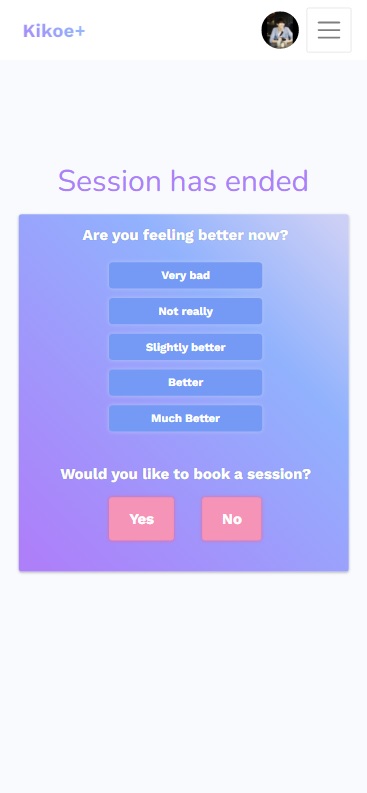 Kikoe+
Session has ended
Are you feeling better now?
Very bad
Not really
Slightly better
Better
Much Better
Would you like to book a session?
Yes
No